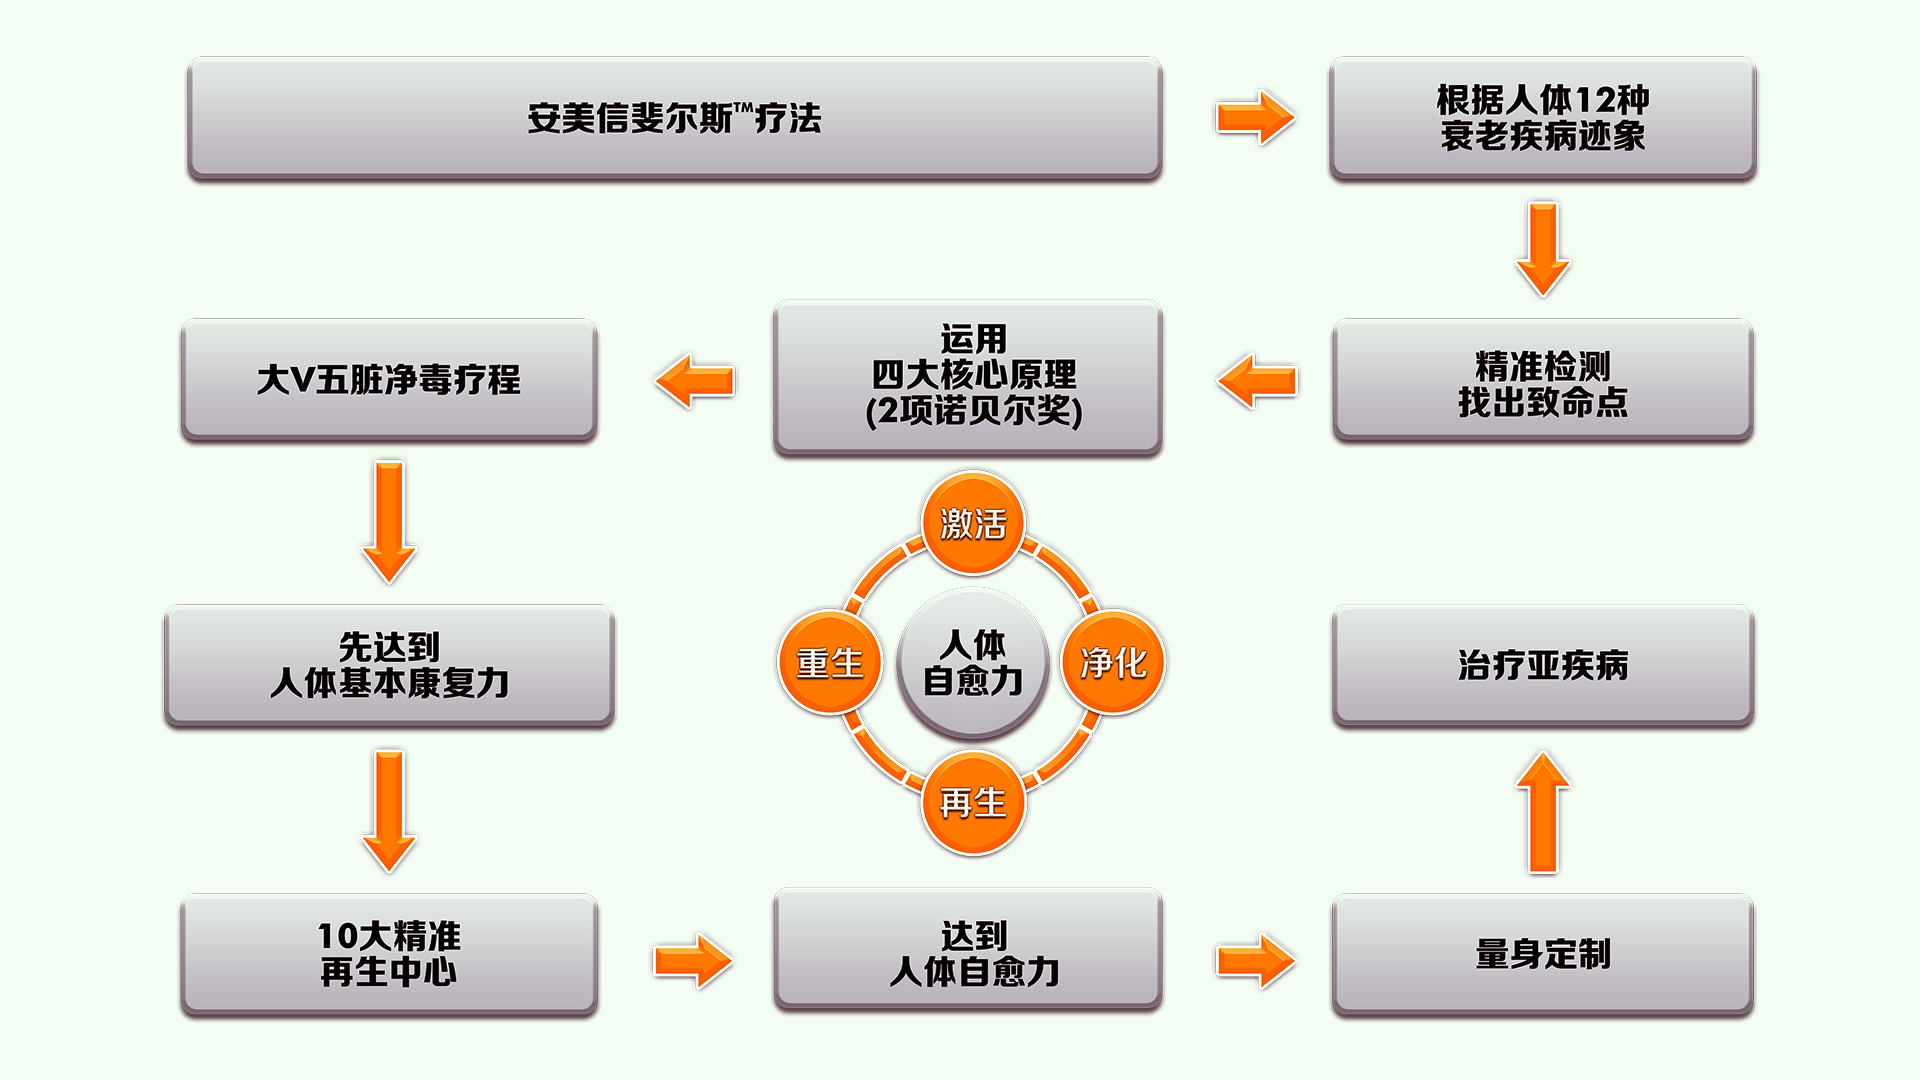 安美信斐尔斯™疗法
根据人体12种
衰老疾病迹象
精准检测
找出致命点
运用
四大核心原理
(2项诺贝尔奖)
大V五脏净毒疗程
先达到
人体基本康复力
10大精准
再生中心
达到
人体自愈力
量身定制
治疗亚疾病
激活
净化
再生
重生
人体
自愈力